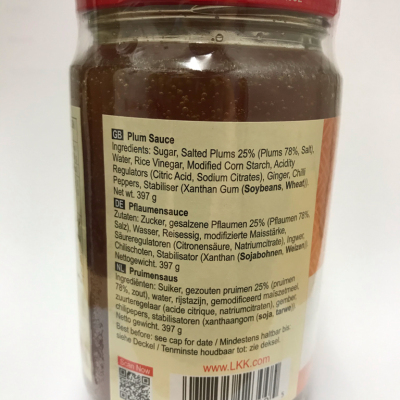 GB Plum Sauce
Ingredients: Sugar, Salted Plums 25% (Plums 78%, Salt),
Water, Rice Vinegar, Modified Corn Starch, Acidity
Regulators (Citric Acid, Sodium Citrates), Ginger, Chilli
Peppers, Stabiliser (Xanthan Gum (Soybeans, Wheat)).
Net wt. 397 g
DE Pflaumensauce
Zutaten: Zucker, gesalzene Pflaumen 25% (Pflaumen 78%,
Salz), Wasser, Reisessig, modifizierte Maisstärke,
Säureregulatoren (Citronensäure, Natriumcitrate), Ingwer,
Chilischoten, Stabilisator (Xanthan (Sojabohnen, Weizen)).
Nettogewicht. 397 g
NL Pruimensaus
Ingrediënten: Suiker, gezouten pruimen 25% (pruimen
78%, zout), water, rijstazijn, gemodificeerd maïszetmeel,
zuurteregelaar (acide citrique, natriumcitraten), gember,
chilipeppers, stabilisatoren (xanthaangom (soja, tarwe))
Netto gewicht. 397 g
Best before: see cap for date / Mindestens haltbar bis:
siehe Deckel / Tenminste houdbaar tot: zie deksel.
www.LKK.com
Scan Now